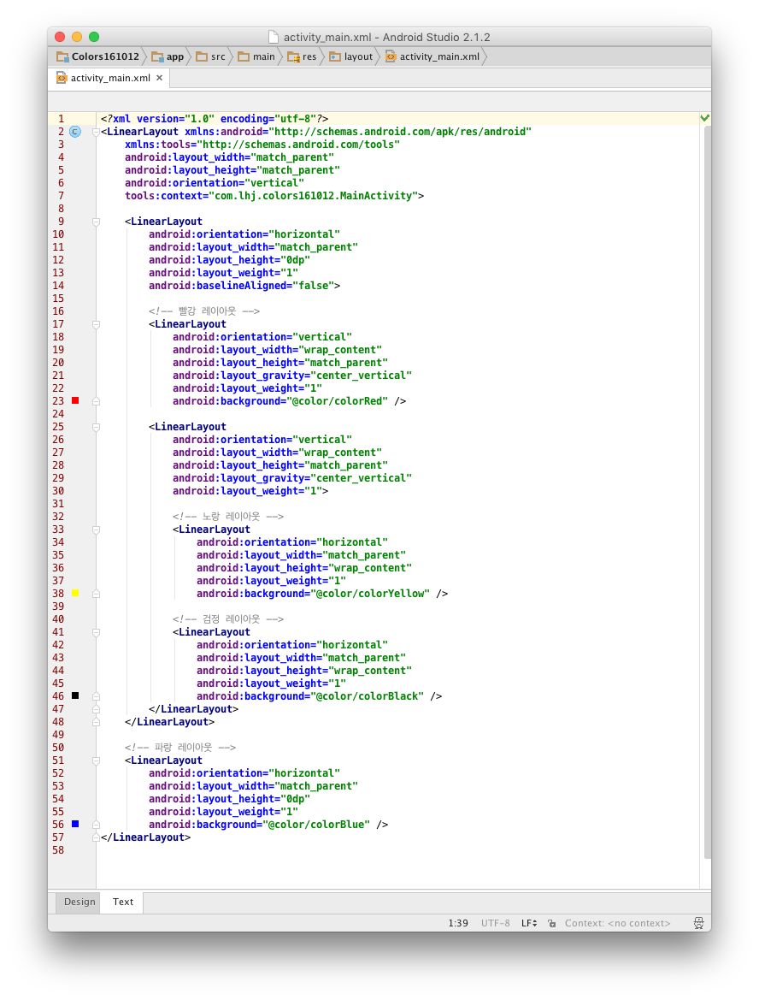 activity_main.xml - Android Studio 2.1.2
Colors161012 app src main res layout activity_main.xml
activity_main.xml ×
1 <?xml version="1.0" encoding="utf-8"?>
2 C <LinearLayout xmlns:android="http://schemas.android.com/apk/res/android"
3 xmlns:tools="http://schemas.android.com/tools"
4 android:layout_width="match_parent"
5 android:layout_height="match_parent"
6 android:orientation="vertical"
7 tools:context="com.lhj.colors161012.MainActivity">
8
9 <LinearLayout
10 android:orientation="horizontal"
11 android:layout_width="match_parent"
12 android:layout_height="0dp"
13 android:layout_weight="1"
14 android:baselineAligned="false">
15
16 <!-- 빨강 레이아웃 -->
17 <LinearLayout
18 android:orientation="vertical"
19 android:layout_width="wrap_content"
20 android:layout_height="match_parent"
21 android:layout_gravity="center_vertical"
22 android:layout_weight="1"
23 android:background="@color/colorRed" />
24
25 <LinearLayout
26 android:orientation="vertical"
27 android:layout_width="wrap_content"
28 android:layout_height="match_parent"
29 android:layout_gravity="center_vertical"
30 android:layout_weight="1">
31
32 <!-- 노랑 레이아웃 -->
33 <LinearLayout
34 android:orientation="horizontal"
35 android:layout_width="match_parent"
36 android:layout_height="wrap_content"
37 android:layout_weight="1"
38 android:background="@color/colorYellow" />
39
40 <!-- 검정 레이아웃 -->
41 <LinearLayout
42 android:orientation="horizontal"
43 android:layout_width="match_parent"
44 android:layout_height="wrap_content"
45 android:layout_weight="1"
46 android:background="@color/colorBlack" />
47 </LinearLayout>
48 </LinearLayout>
49
50 <!-- 파랑 레이아웃 -->
51 <LinearLayout
52 android:orientation="horizontal"
53 android:layout_width="match_parent"
54 android:layout_height="0dp"
55 android:layout_weight="1"
56 android:background="@color/colorBlue" />
57 </LinearLayout>
58
Design Text
1:39 UTF-8 LF Context: <no context>